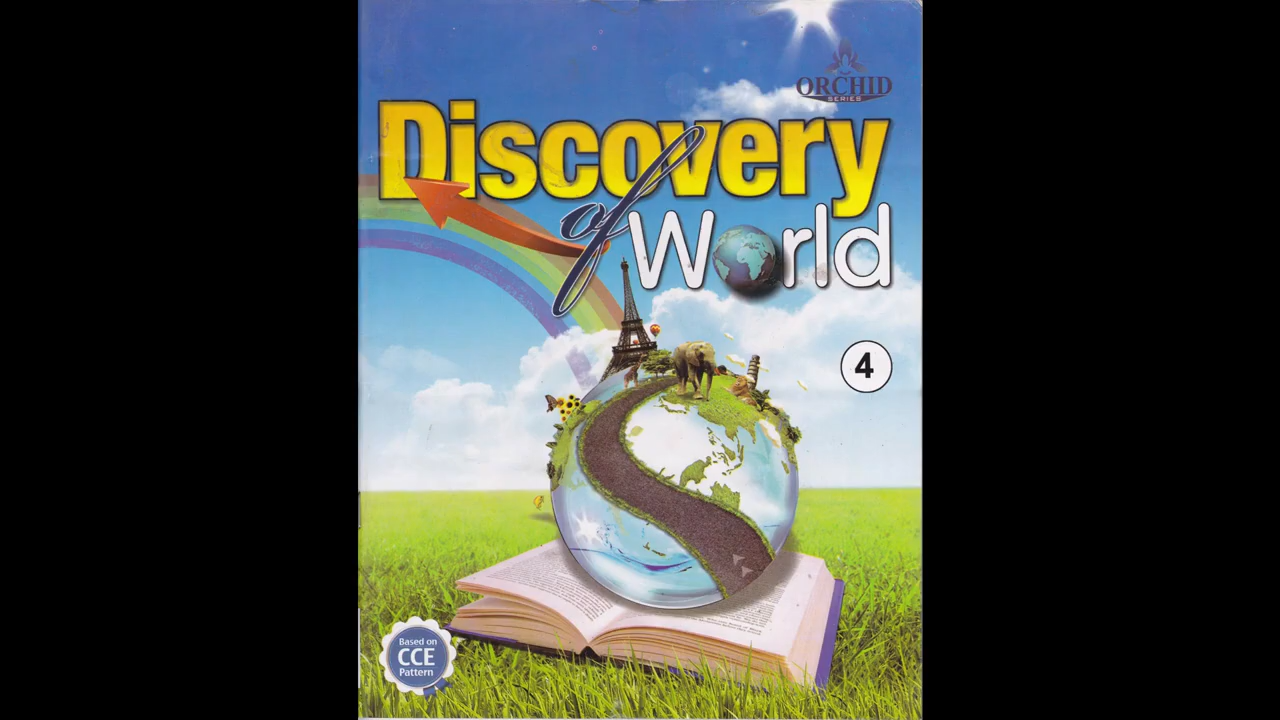 ORCHID
SERIES
Discovery
of
World
4
Based on
CCE
Pattern